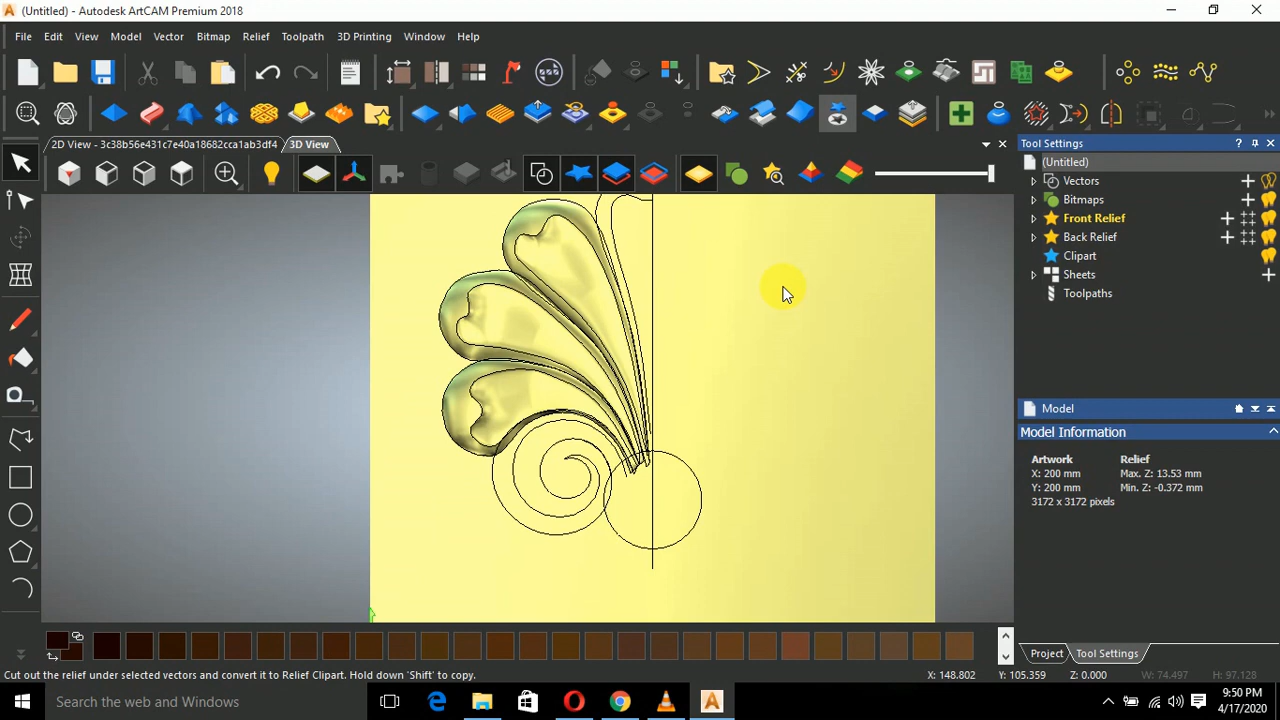 (Untitled) - Autodesk ArtCAM Premium 2018
File Edit View Model Vector Bitmap Relief Toolpath 3D Printing Window Help
2D View - 3c38b56e431c7e40a18682cca1ab3df4 3D View
Tool Settings
(Untitled)
Vectors
Bitmaps
Front Relief
Back Relief
Clipart
Sheets
Toolpaths
Model
Model Information
Artwork Relief
X: 200 mm Max. Z: 13.53 mm
Y: 200 mm Min. Z: -0.372 mm
3172 x 3172 pixels
Project Tool Settings
Cut out the relief under selected vectors and convert it to Relief Clipart. Hold down 'Shift' to copy. X: 148.802 Y: 105.359 Z: 0.000 W: 74.497 H: 97.128
Search the web and Windows
9:50 PM
4/17/2020